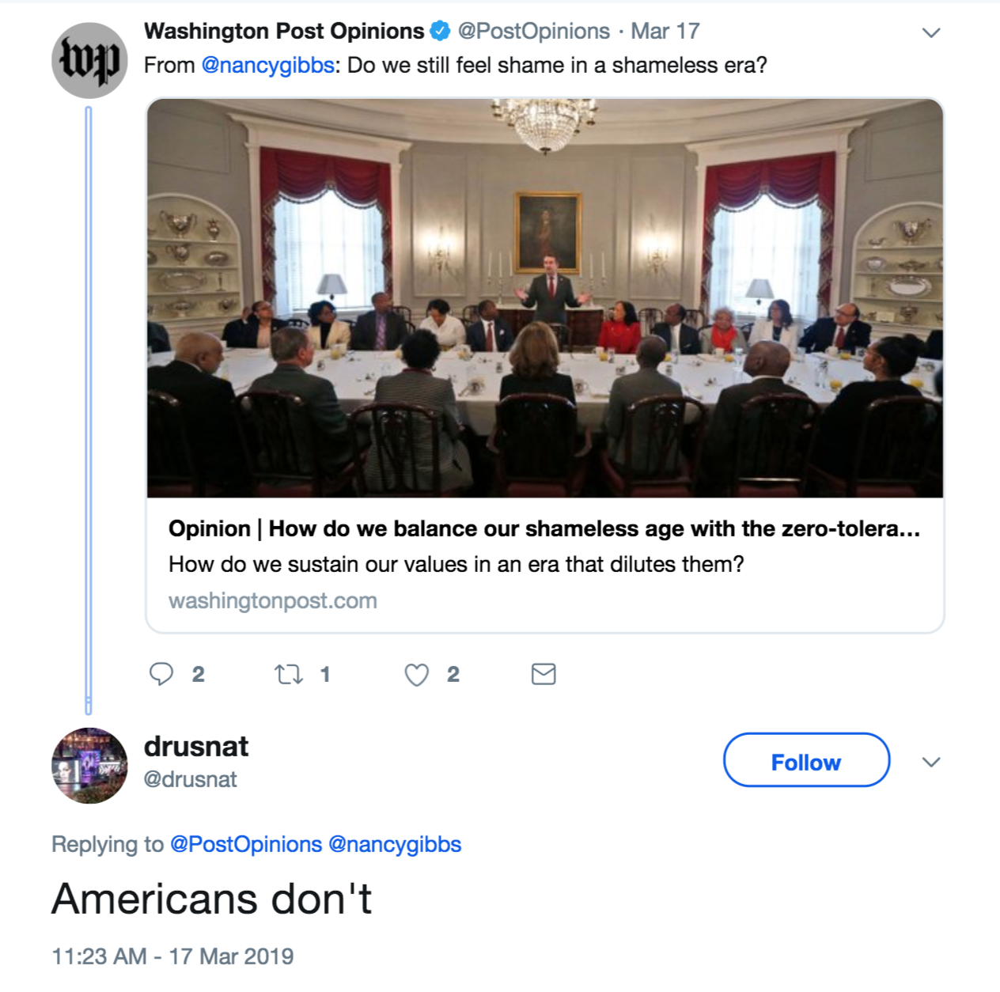 Washington Post Opinions @PostOpinions · Mar 17
From @nancygibbs: Do we still feel shame in a shameless era?
Opinion | How do we balance our shameless age with the zero-tolera...
How do we sustain our values in an era that dilutes them?
washingtonpost.com
2 1 2
wp
drusnat
@drusnat
Follow
Replying to @PostOpinions @nancygibbs
Americans don't
11:23 AM - 17 Mar 2019